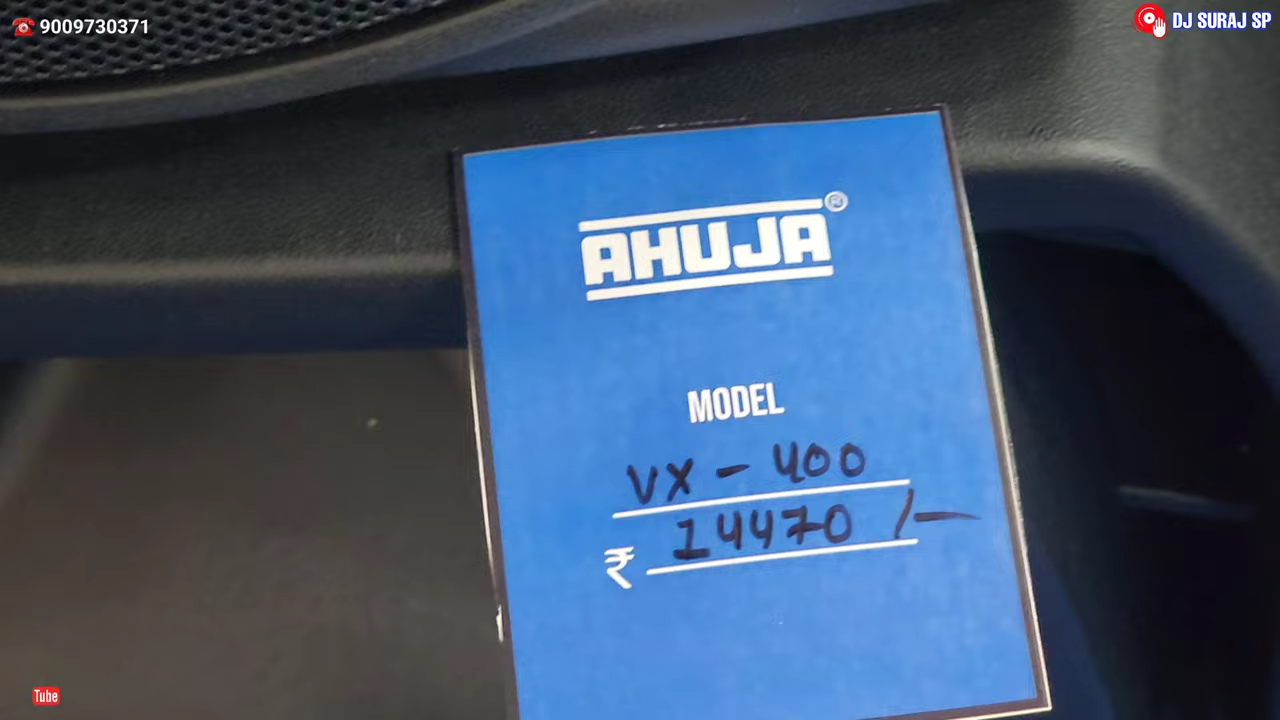 ☎️ 9009730371
DJ SURAJ SP
AHUJA®
MODEL
VX - 400
₹ 14470 /-
Tube